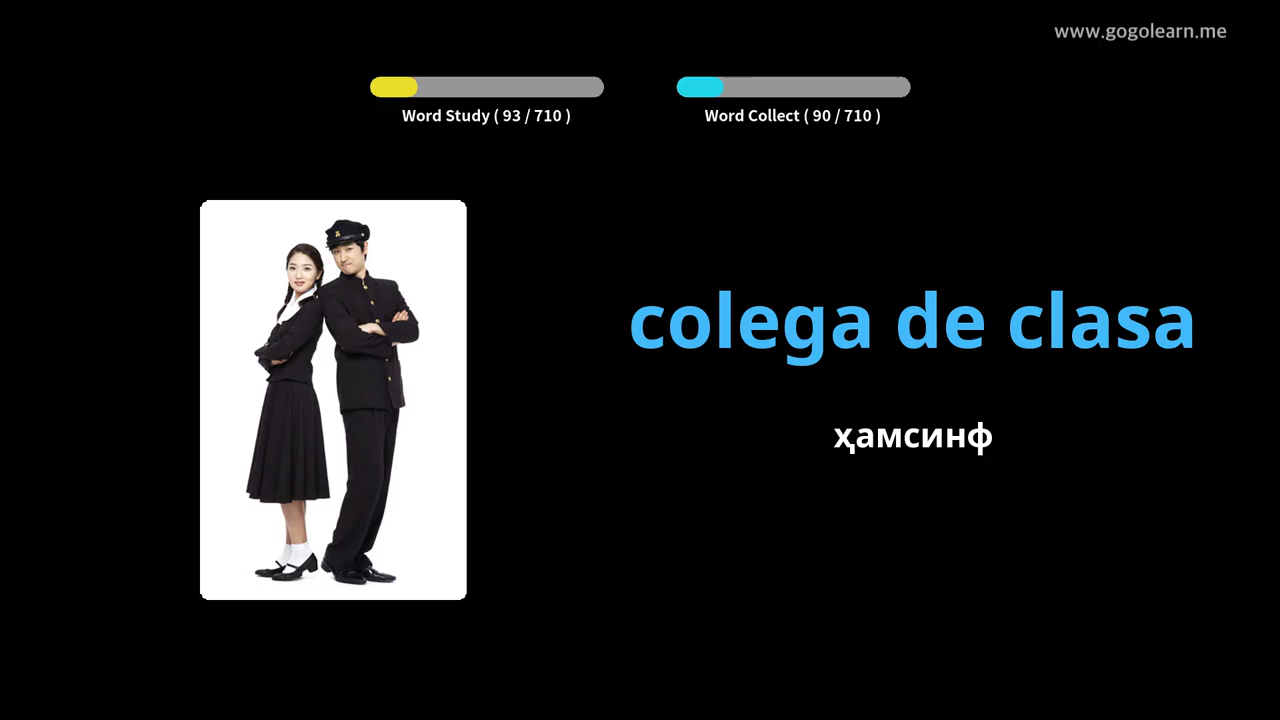 www.gogolearn.me
Word Study ( 93 / 710 )
Word Collect ( 90 / 710 )
colega de clasa
ҳамсинф